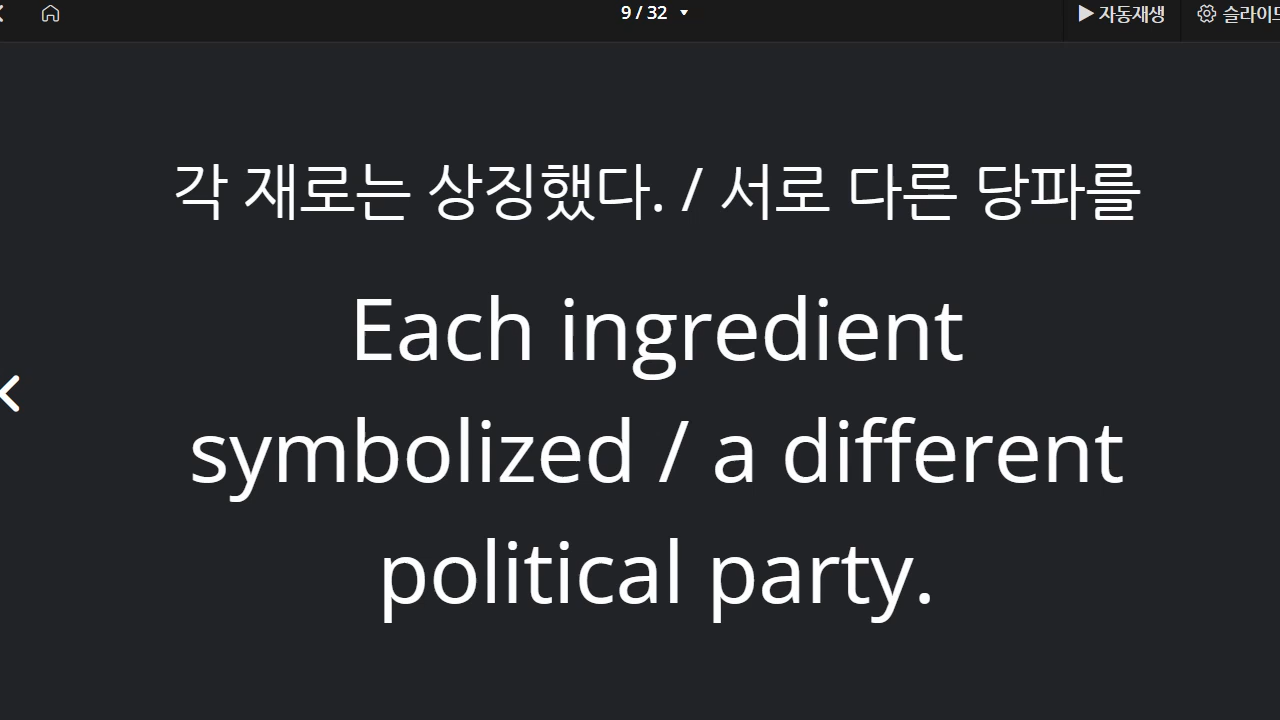 9 / 32
▶ 자동재생
각 재로는 상징했다. / 서로 다른 당파를
Each ingredient
symbolized / a different
political party.